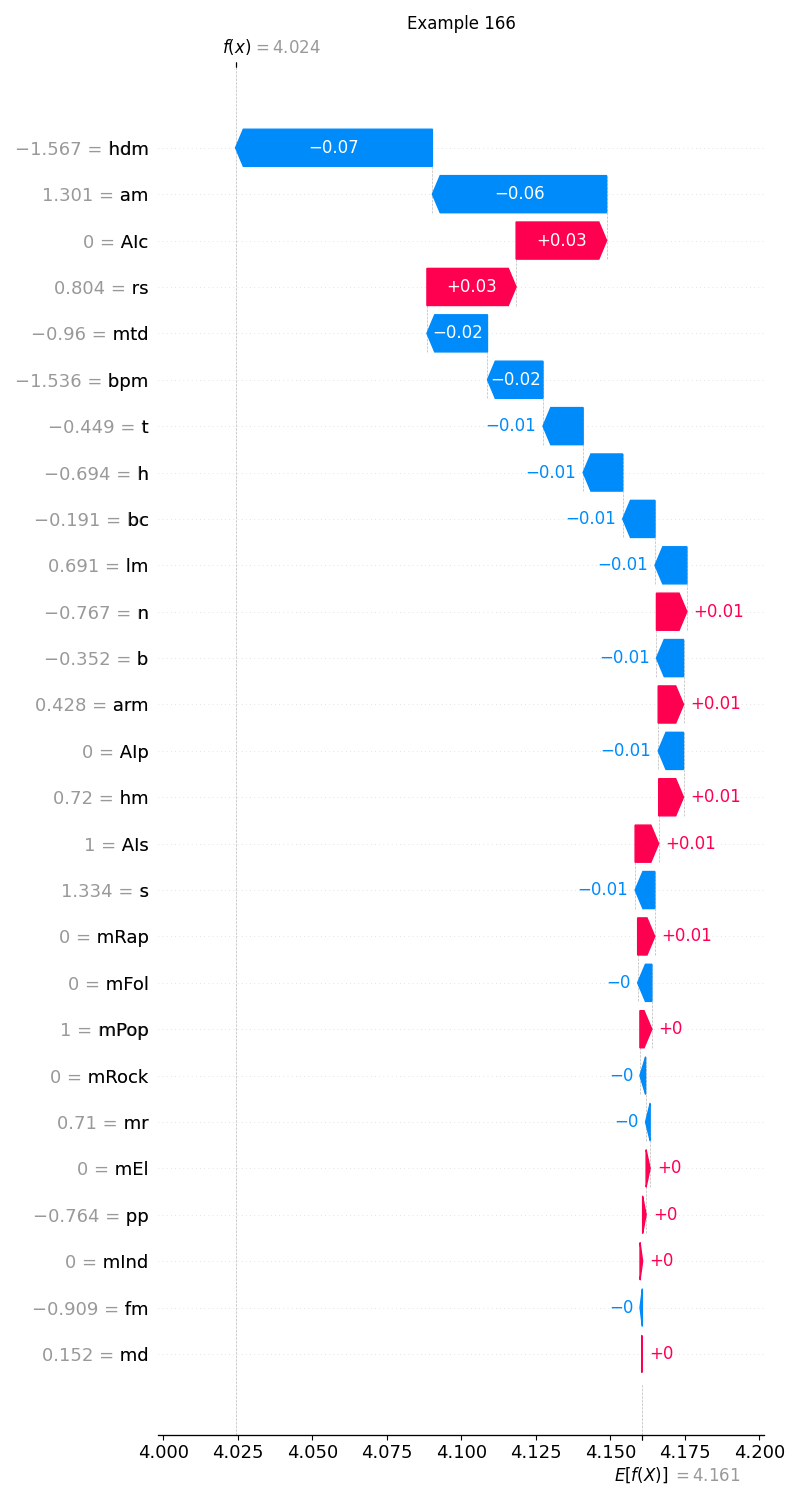 Example 166
f(x) = 4.024
−1.567 = hdm −0.07
1.301 = am −0.06
0 = AIc +0.03
0.804 = rs +0.03
−0.96 = mtd −0.02
−1.536 = bpm −0.02
−0.449 = t −0.01
−0.694 = h −0.01
−0.191 = bc −0.01
0.691 = lm −0.01
−0.767 = n +0.01
−0.352 = b −0.01
0.428 = arm +0.01
0 = AIp −0.01
0.72 = hm +0.01
1 = AIs +0.01
1.334 = s −0.01
0 = mRap +0.01
0 = mFol −0
1 = mPop +0
0 = mRock −0
0.71 = mr −0
0 = mEl +0
−0.764 = pp +0
0 = mInd +0
−0.909 = fm −0
0.152 = md +0
4.000 4.025 4.050 4.075 4.100 4.125 4.150 4.175 4.200
E[f(X)] = 4.161